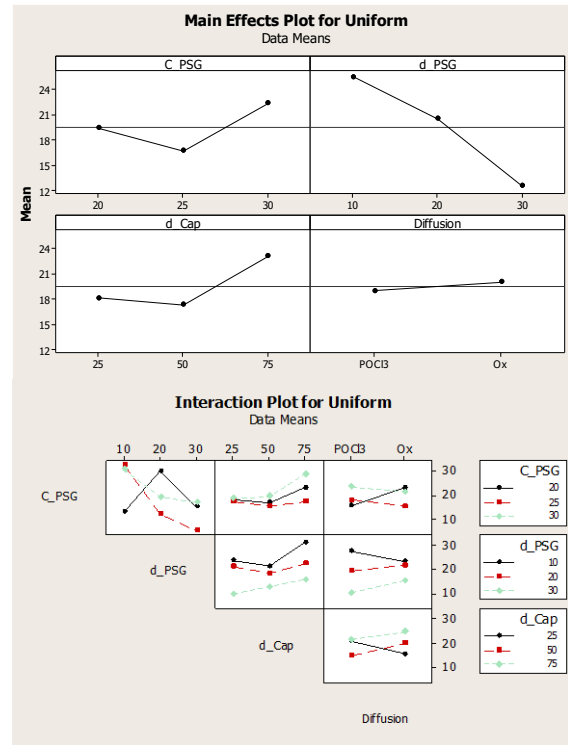 Main Effects Plot for Uniform
Data Means
C_PSG d_PSG
24
21
18
15
12
20 25 30 10 20 30
Mean
d_Cap Diffusion
24
21
18
15
12
25 50 75 POCl3 Ox
Interaction Plot for Uniform
Data Means
10 20 30 25 50 75 POCl3 Ox
C_PSG
30
20
10
C_PSG
20
25
30
d_PSG
30
20
10
d_PSG
10
20
30
d_Cap
30
20
10
d_Cap
25
50
75
Diffusion